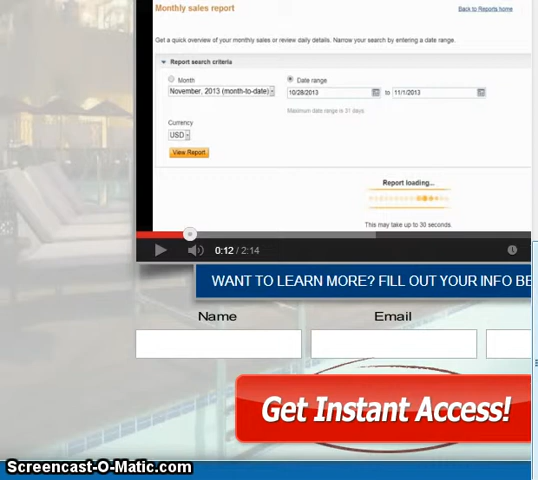 Monthly sales report
Back to Reports home
Get a quick overview of your monthly sales or review daily details. Narrow your search by entering a date range.
Report search criteria
Month
Date range
November, 2013 (month-to-date)
10/28/2013
to
11/1/2013
Maximum date range is 31 days
Currency
USD
View Report
Report loading...
This may take up to 30 seconds
0:12 / 2:14
WANT TO LEARN MORE? FILL OUT YOUR INFO BE
Name
Email
Get Instant Access!
Screencast-O-Matic.com